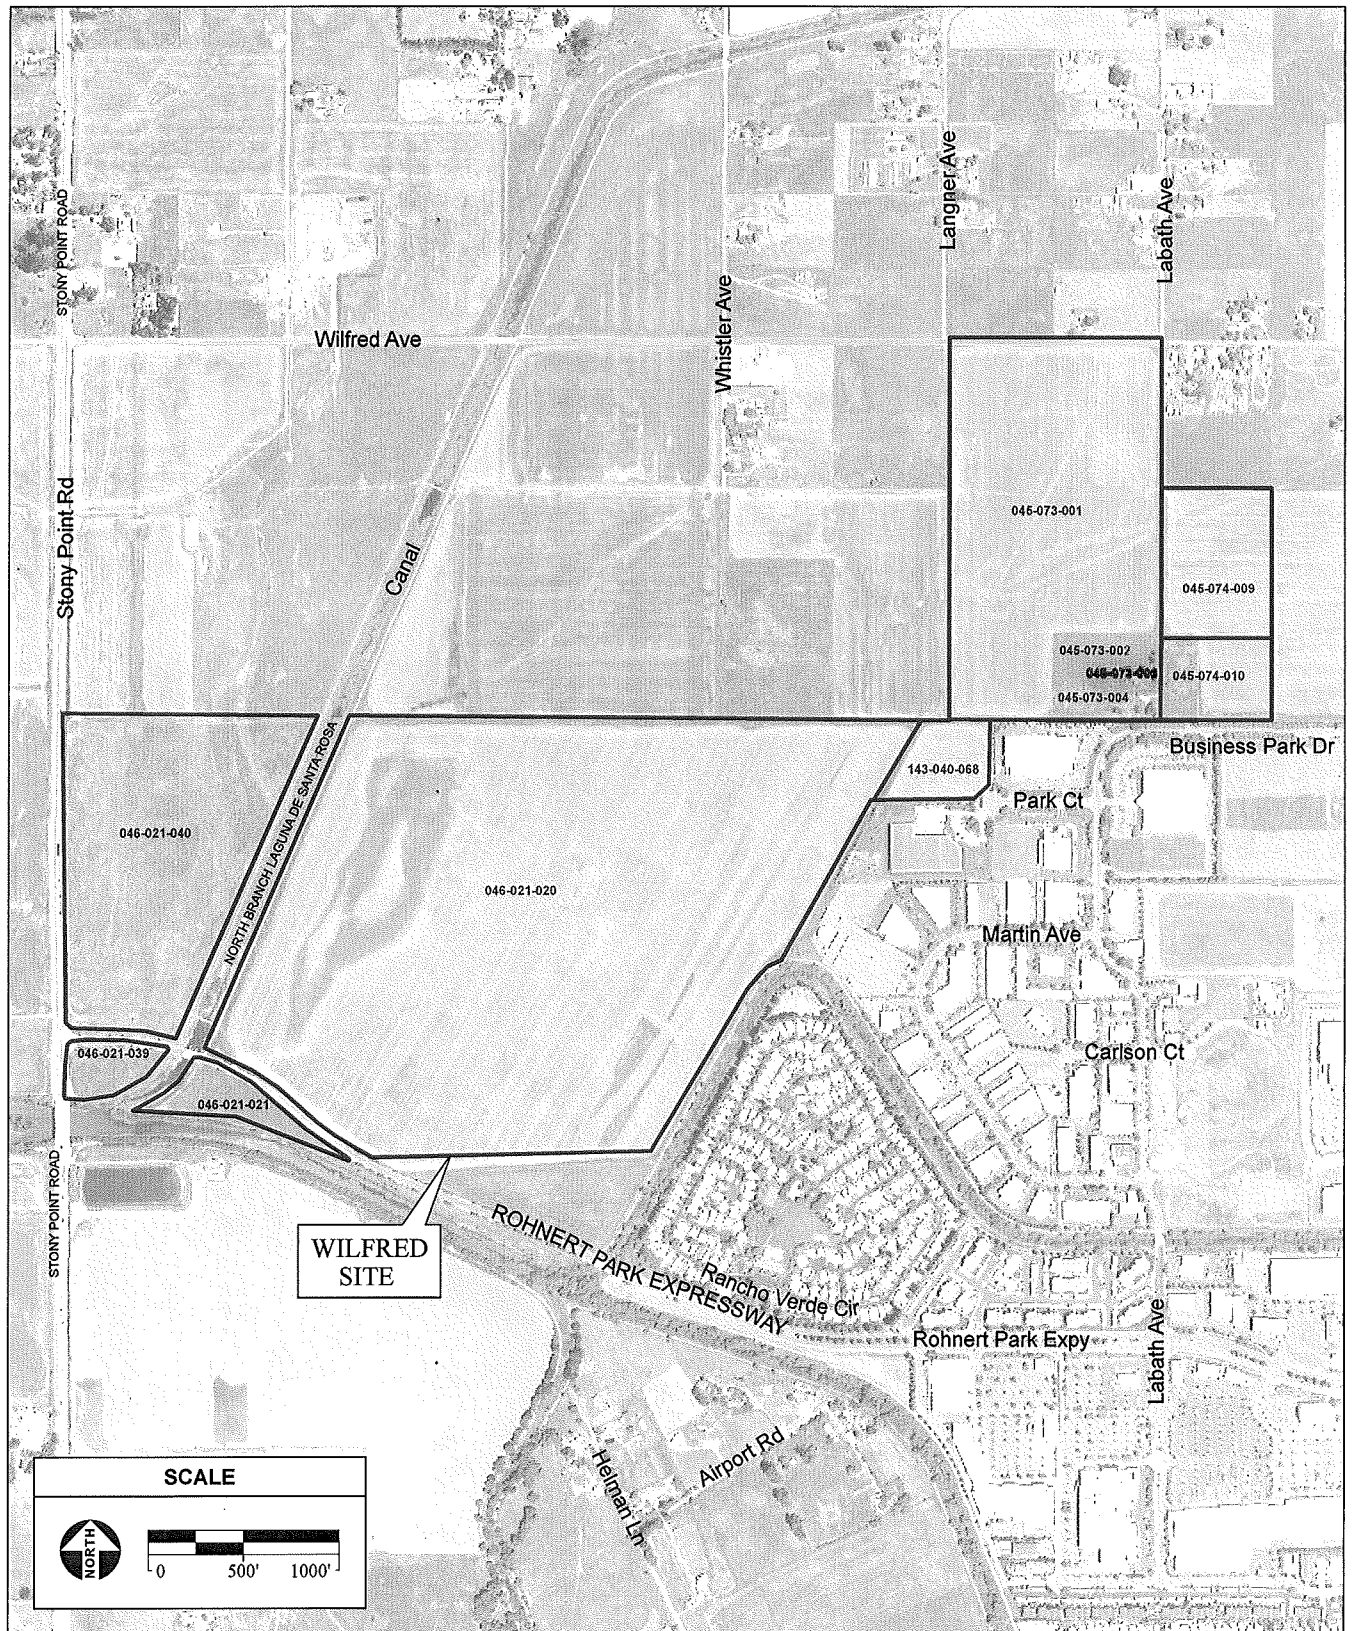 Langner Ave
Labath Ave
STONY POINT ROAD
Wilfred Ave
Whistler Ave
Stony Point Rd
045-073-001
Canal
045-074-009
045-073-002
045-074-010
045-073-004
Business Park Dr
143-040-068
Park Ct
046-021-040
NORTH BRANCH LAGUNA DE SANTA ROSA
046-021-020
Martin Ave
046-021-039
Carlson Ct
046-021-021
STONY POINT ROAD
WILFRED
SITE
ROHNERT PARK EXPRESSWAY
Rancho Verde Cir
Rohnert Park Expy
Labath Ave
Airport Rd
Helman Ln
SCALE
NORTH
0 500' 1000'